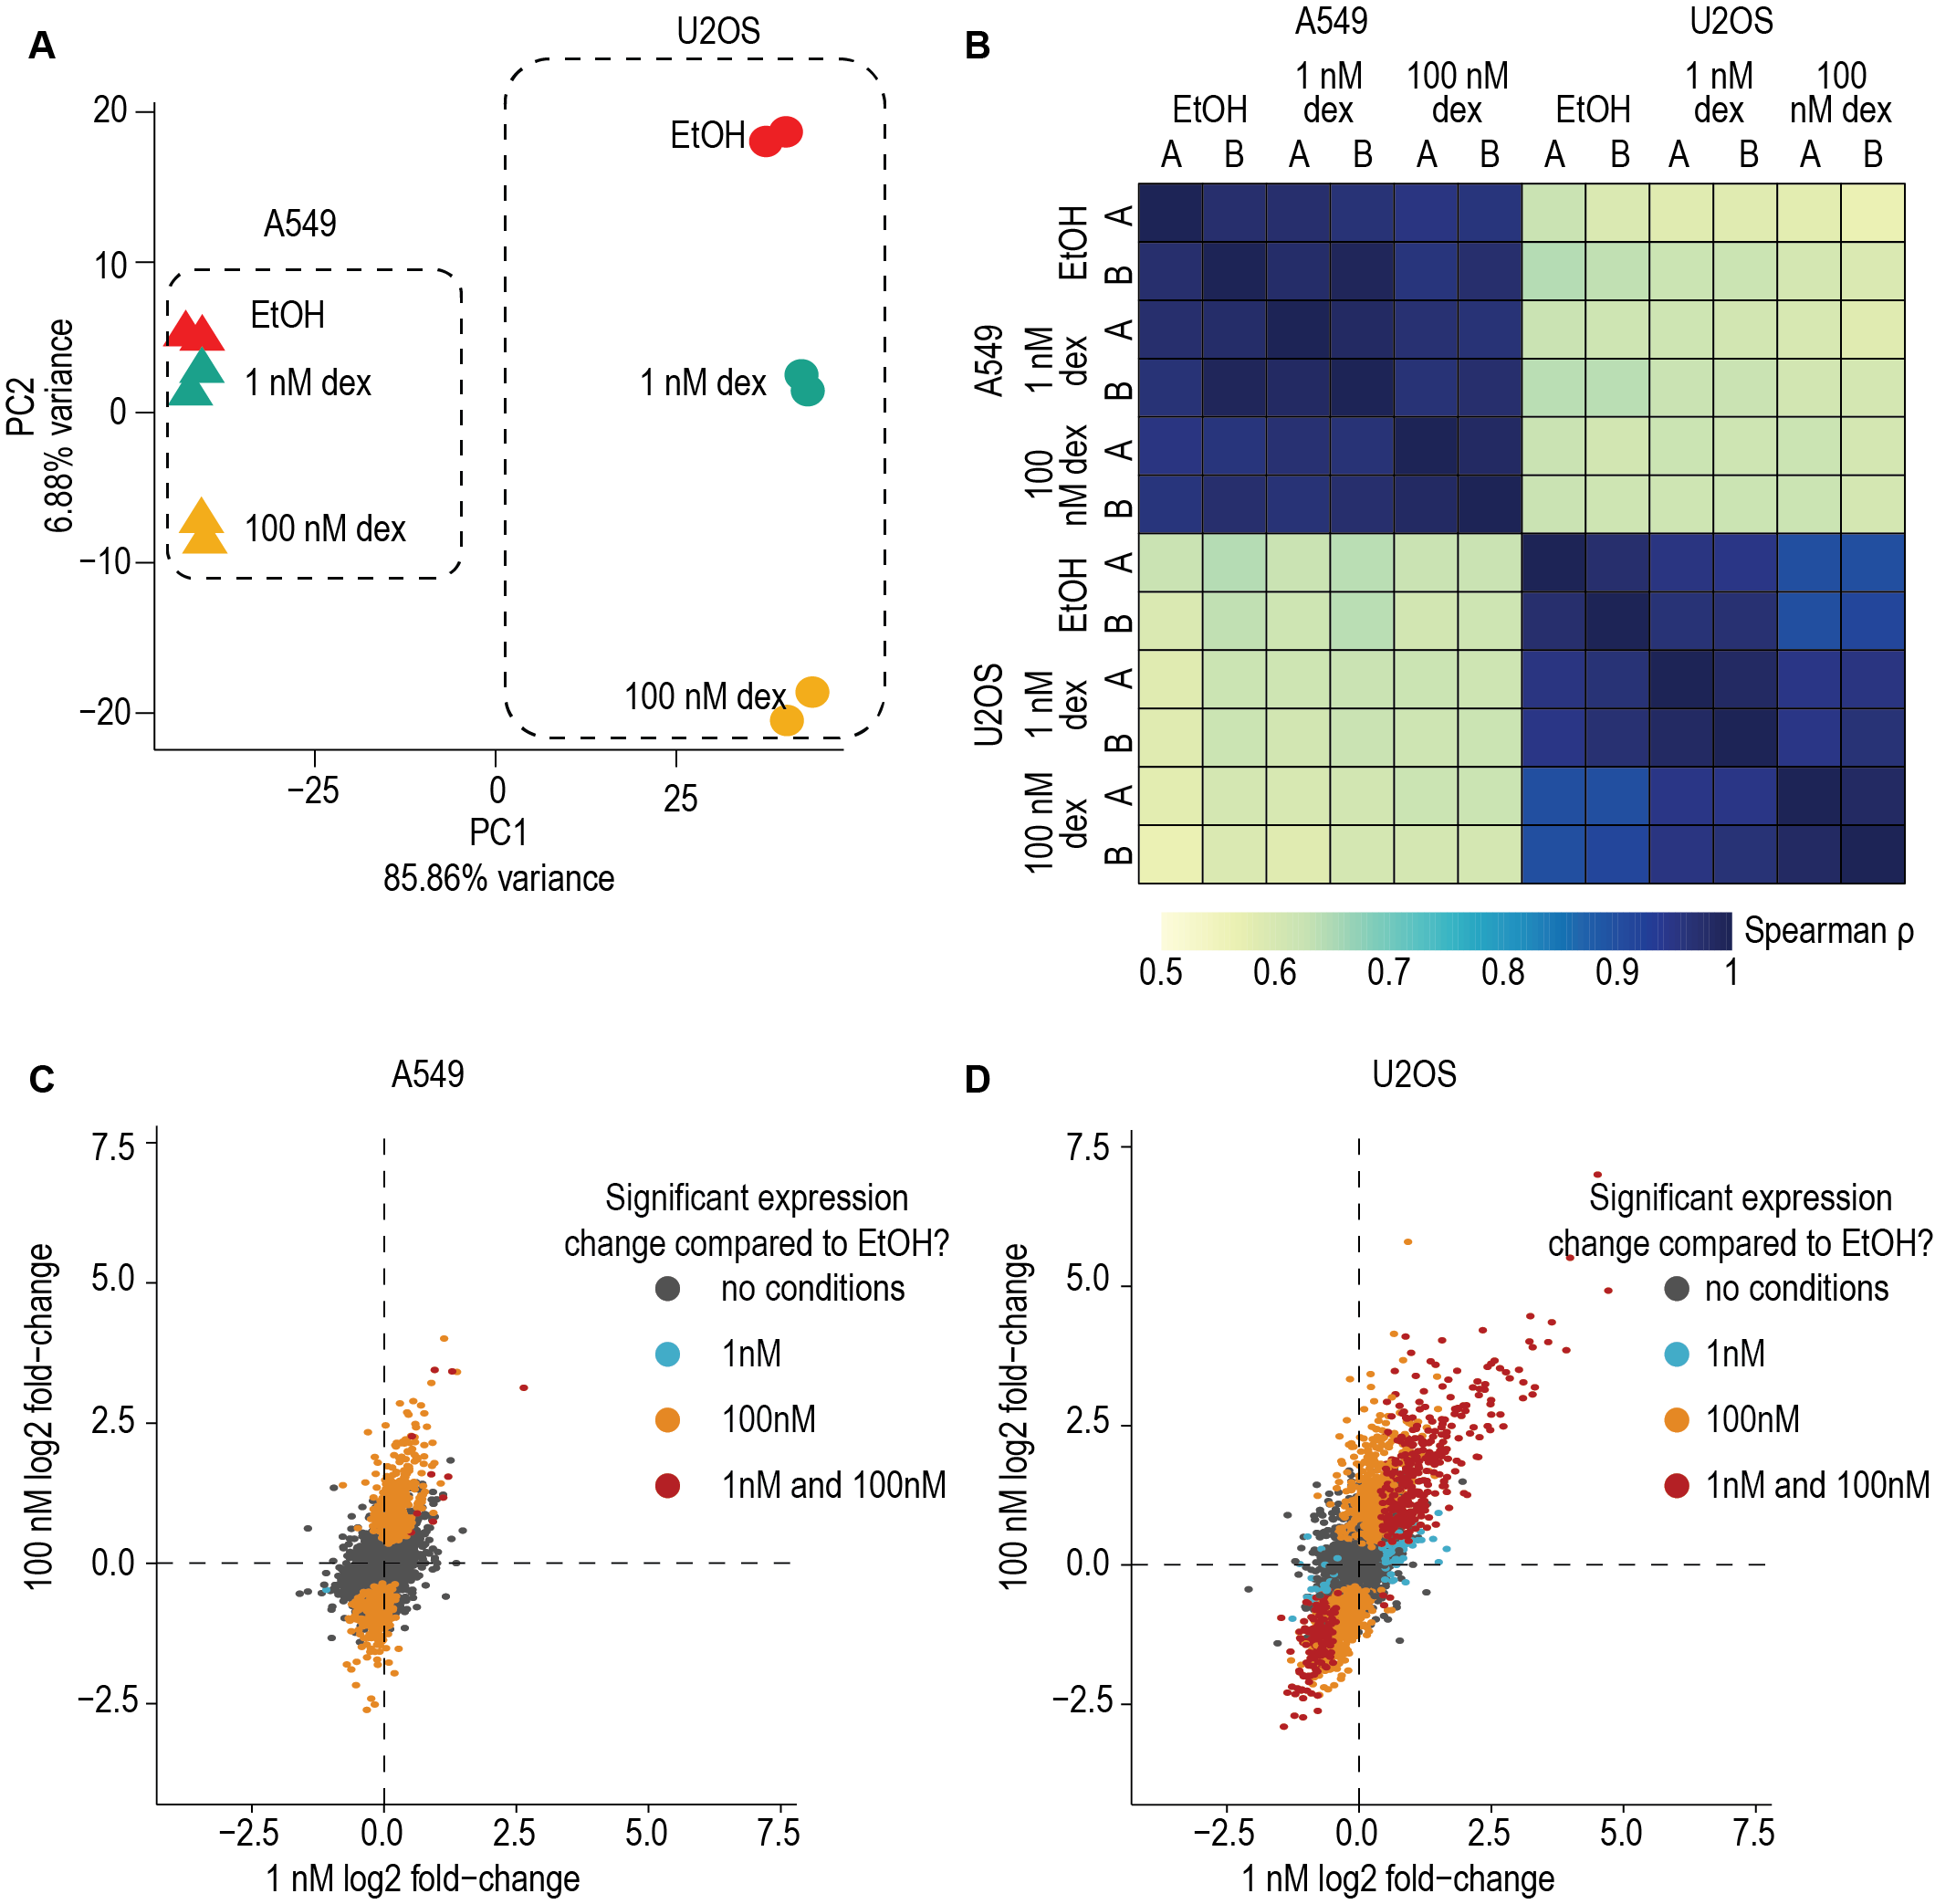 A
U2OS
EtOH
1 nM dex
100 nM dex
A549
EtOH
1 nM dex
100 nM dex
20
10
0
−10
−20
PC2
6.88% variance
−25
0
25
PC1
85.86% variance
B
A549
U2OS
EtOH
1 nM
dex
100 nM
dex
EtOH
1 nM
dex
100
nM dex
A B A B A B A B A B A B
A549
EtOH
A
B
1 nM
dex
A
B
100
nM dex
A
B
U2OS
EtOH
A
B
1 nM
dex
A
B
100 nM
dex
A
B
Spearman ρ
0.5 0.6 0.7 0.8 0.9 1
C
A549
7.5
5.0
2.5
0.0
−2.5
100 nM log2 fold−change
Significant expression
change compared to EtOH?
no conditions
1nM
100nM
1nM and 100nM
−2.5 0.0 2.5 5.0 7.5
1 nM log2 fold−change
D
U2OS
7.5
5.0
2.5
0.0
−2.5
100 nM log2 fold−change
Significant expression
change compared to EtOH?
no conditions
1nM
100nM
1nM and 100nM
−2.5 0.0 2.5 5.0 7.5
1 nM log2 fold−change